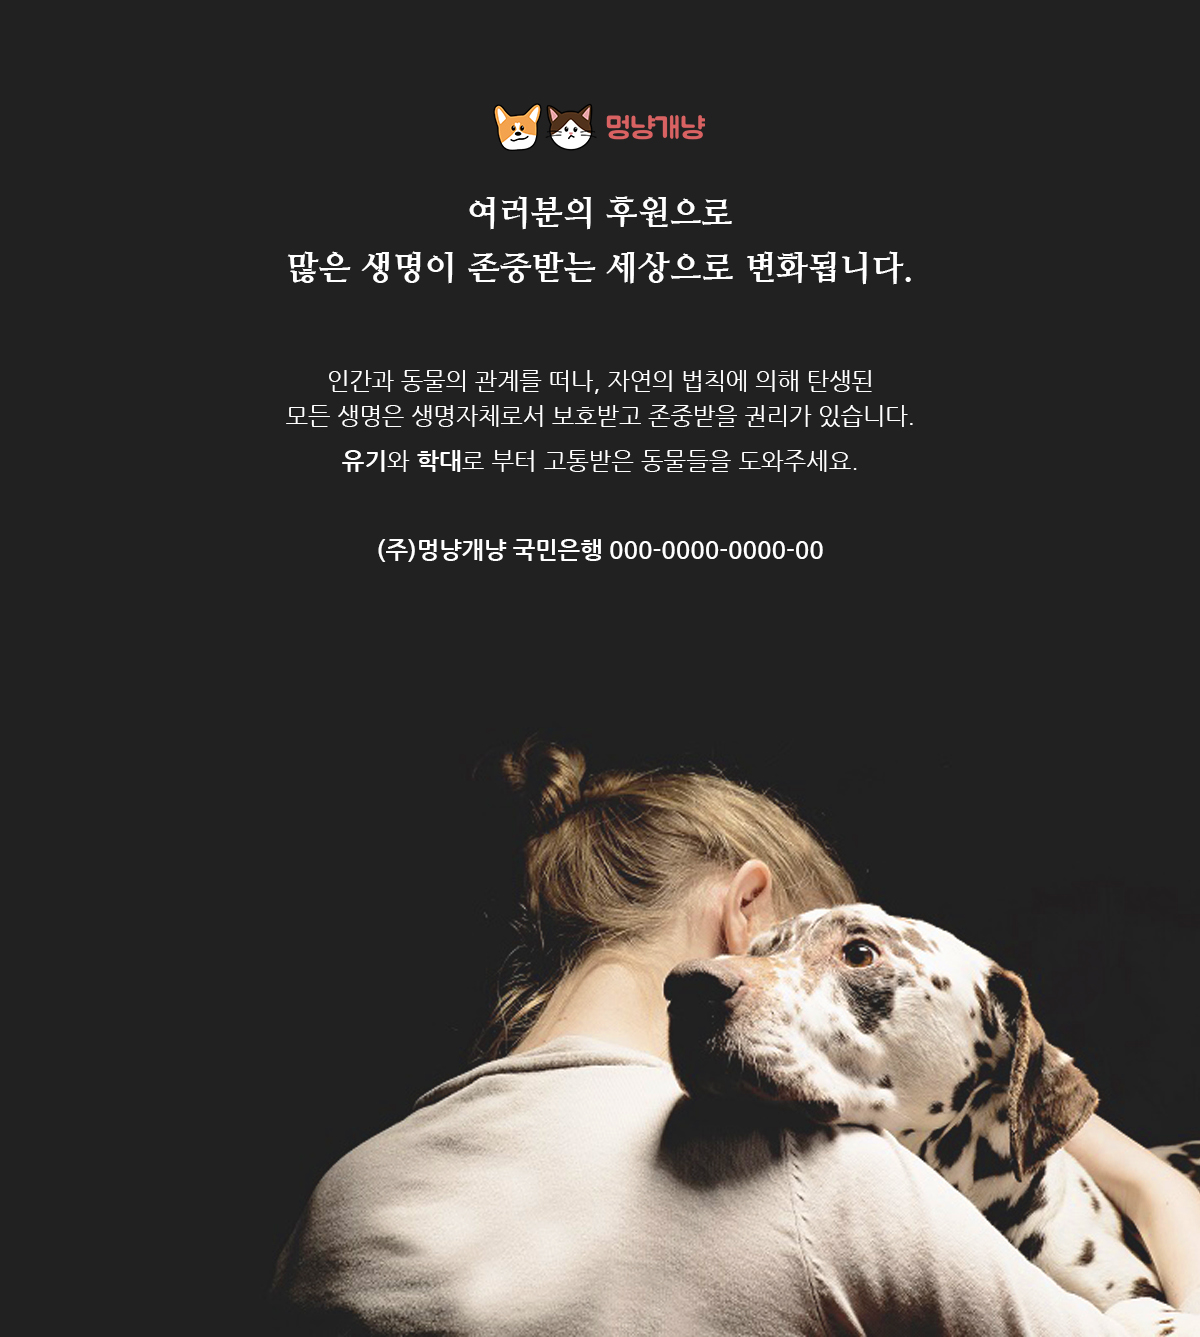 멍냥개냥
여러분의 후원으로
많은 생명이 존중받는 세상으로 변화됩니다.
인간과 동물의 관계를 떠나, 자연의 법칙에 의해 탄생된
모든 생명은 생명자체로서 보호받고 존중받을 권리가 있습니다.
유기와 학대로 부터 고통받은 동물들을 도와주세요.
(주)멍냥개냥 국민은행 000-0000-0000-00